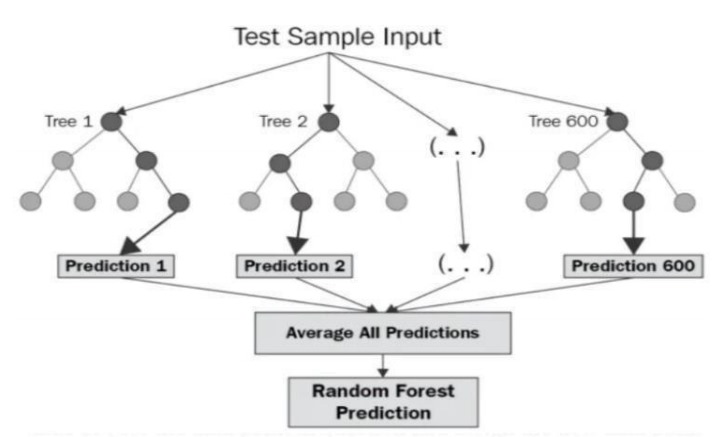 Test Sample Input
Tree 1
Tree 2
(. . .)
Tree 600
Prediction 1
Prediction 2
(. . .)
Prediction 600
Average All Predictions
Random Forest
Prediction